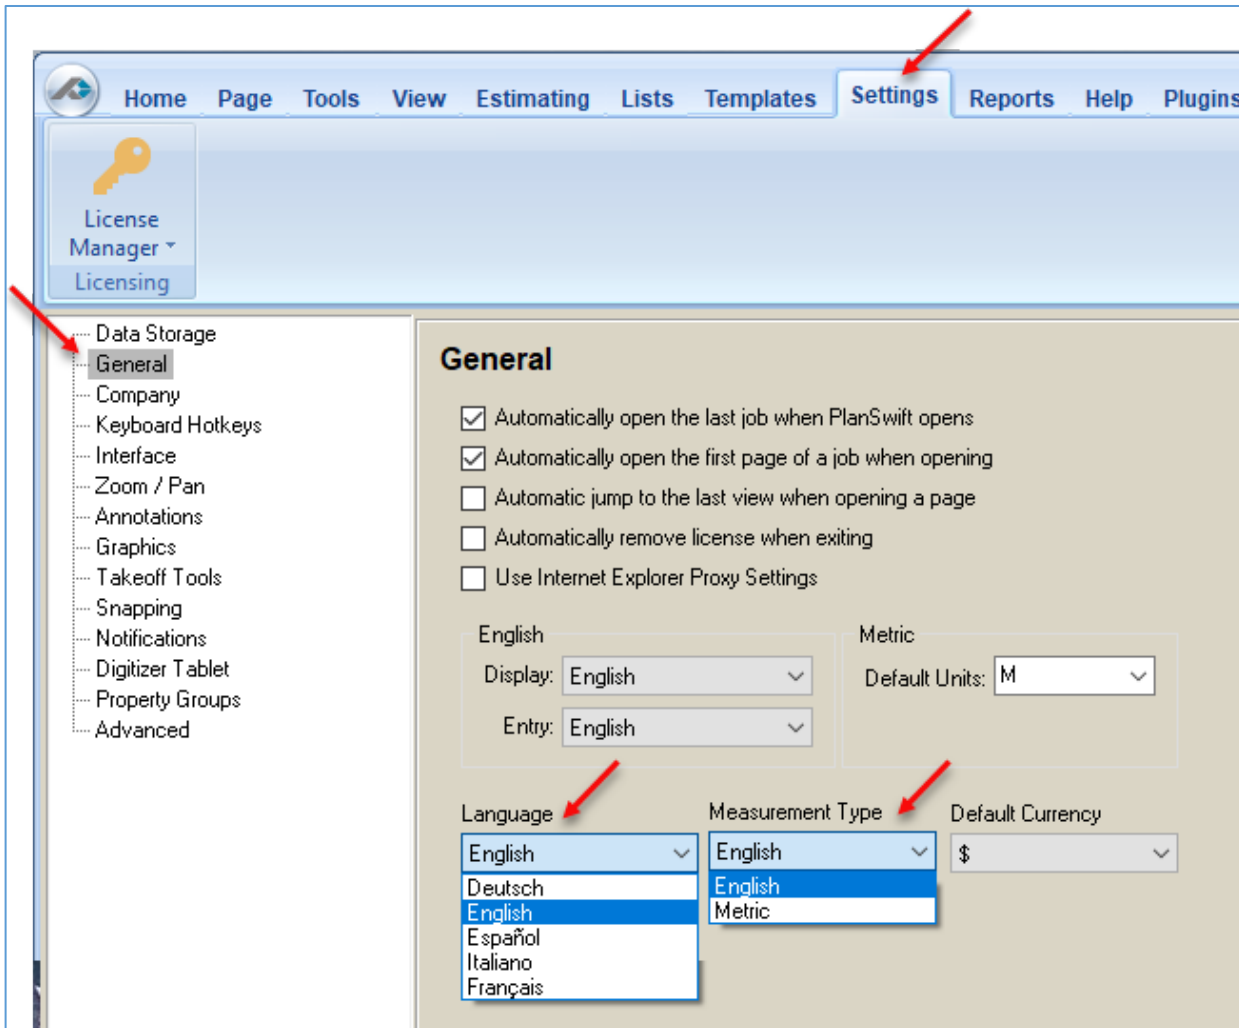 Home Page Tools View Estimating Lists Templates Settings Reports Help Plugins
License
Manager
Licensing
Data Storage
General
Company
Keyboard Hotkeys
Interface
Zoom / Pan
Annotations
Graphics
Takeoff Tools
Snapping
Notifications
Digitizer Tablet
Property Groups
Advanced
General
Automatically open the last job when PlanSwift opens
Automatically open the first page of a job when opening
Automatic jump to the last view when opening a page
Automatically remove license when exiting
Use Internet Explorer Proxy Settings
English
Display: English
Entry: English
Metric
Default Units: M
Language
English
Deutsch
English
Español
Italiano
Français
Measurement Type
English
English
Metric
Default Currency
$